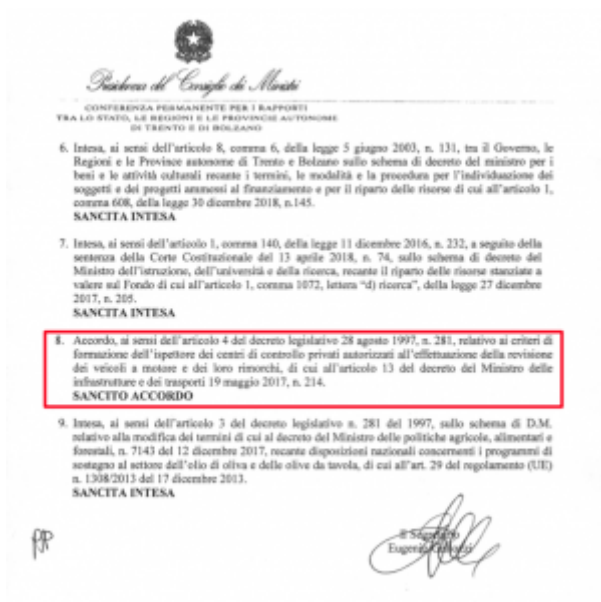 Presidenza del Consiglio dei Ministri
CONFERENZA PERMANENTE PER I RAPPORTI
TRA LO STATO, LE REGIONI E LE PROVINCE AUTONOME
DI TRENTO E DI BOLZANO
6. Intesa, ai sensi dell'articolo 8, comma 6, della legge 5 giugno 2003, n. 131, tra il Governo, le
Regioni e le Province autonome di Trento e Bolzano sullo schema di decreto del ministro per i
beni e le attività culturali recante i termini, le modalità e la procedura per l'individuazione dei
soggetti e dei progetti ammessi al finanziamento e per il riparto delle risorse di cui all'articolo 1,
comma 608, della legge 30 dicembre 2018, n.145.
SANCITA INTESA
7. Intesa, ai sensi dell'articolo 1, comma 140, della legge 11 dicembre 2016, n. 232, a seguito della
sentenza della Corte Costituzionale del 13 aprile 2018, n. 74, sullo schema di decreto del
Ministro dell'istruzione, dell'università e della ricerca, recante il riparto delle risorse stanziate a
valere sul Fondo di cui all'articolo 1, comma 1072, lettera "d) ricerca", della legge 27 dicembre
2017, n. 205.
SANCITA INTESA
8. Accordo, ai sensi dell'articolo 4 del decreto legislativo 28 agosto 1997, n. 281, relativo ai criteri di
formazione dell'ispettore dei centri di controllo privati autorizzati all'effettuazione della revisione
dei veicoli a motore e dei loro rimorchi, di cui all'articolo 13 del decreto del Ministro delle
infrastrutture e dei trasporti 19 maggio 2017, n. 214.
SANCITO ACCORDO
9. Intesa, ai sensi dell'articolo 3 del decreto legislativo n. 281 del 1997, sullo schema di D.M.
relativo alla modifica dei termini di cui al decreto del Ministro delle politiche agricole, alimentari e
forestali, n. 7143 del 12 dicembre 2017, recante disposizioni nazionali concernenti i programmi di
sostegno al settore dell'olio di oliva e delle olive da tavola, di cui all'art. 29 del regolamento (UE)
n. 1308/2013 del 17 dicembre 2013.
SANCITA INTESA
Il Segretario
Eugenio